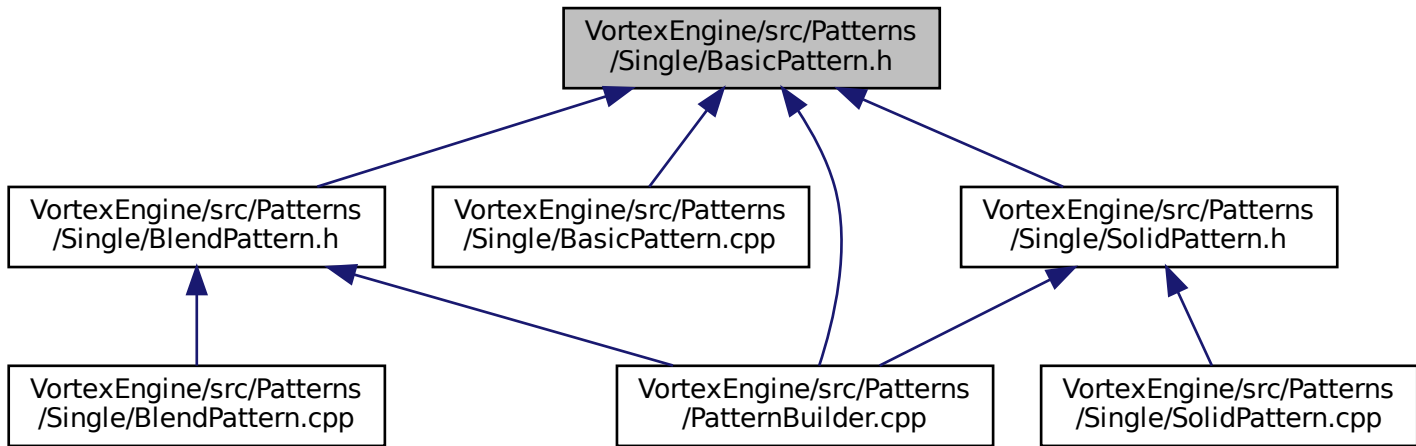 VortexEngine/src/Patterns
/Single/BasicPattern.h
VortexEngine/src/Patterns
/Single/BlendPattern.h
VortexEngine/src/Patterns
/Single/BasicPattern.cpp
VortexEngine/src/Patterns
/Single/SolidPattern.h
VortexEngine/src/Patterns
/Single/BlendPattern.cpp
VortexEngine/src/Patterns
/PatternBuilder.cpp
VortexEngine/src/Patterns
/Single/SolidPattern.cpp